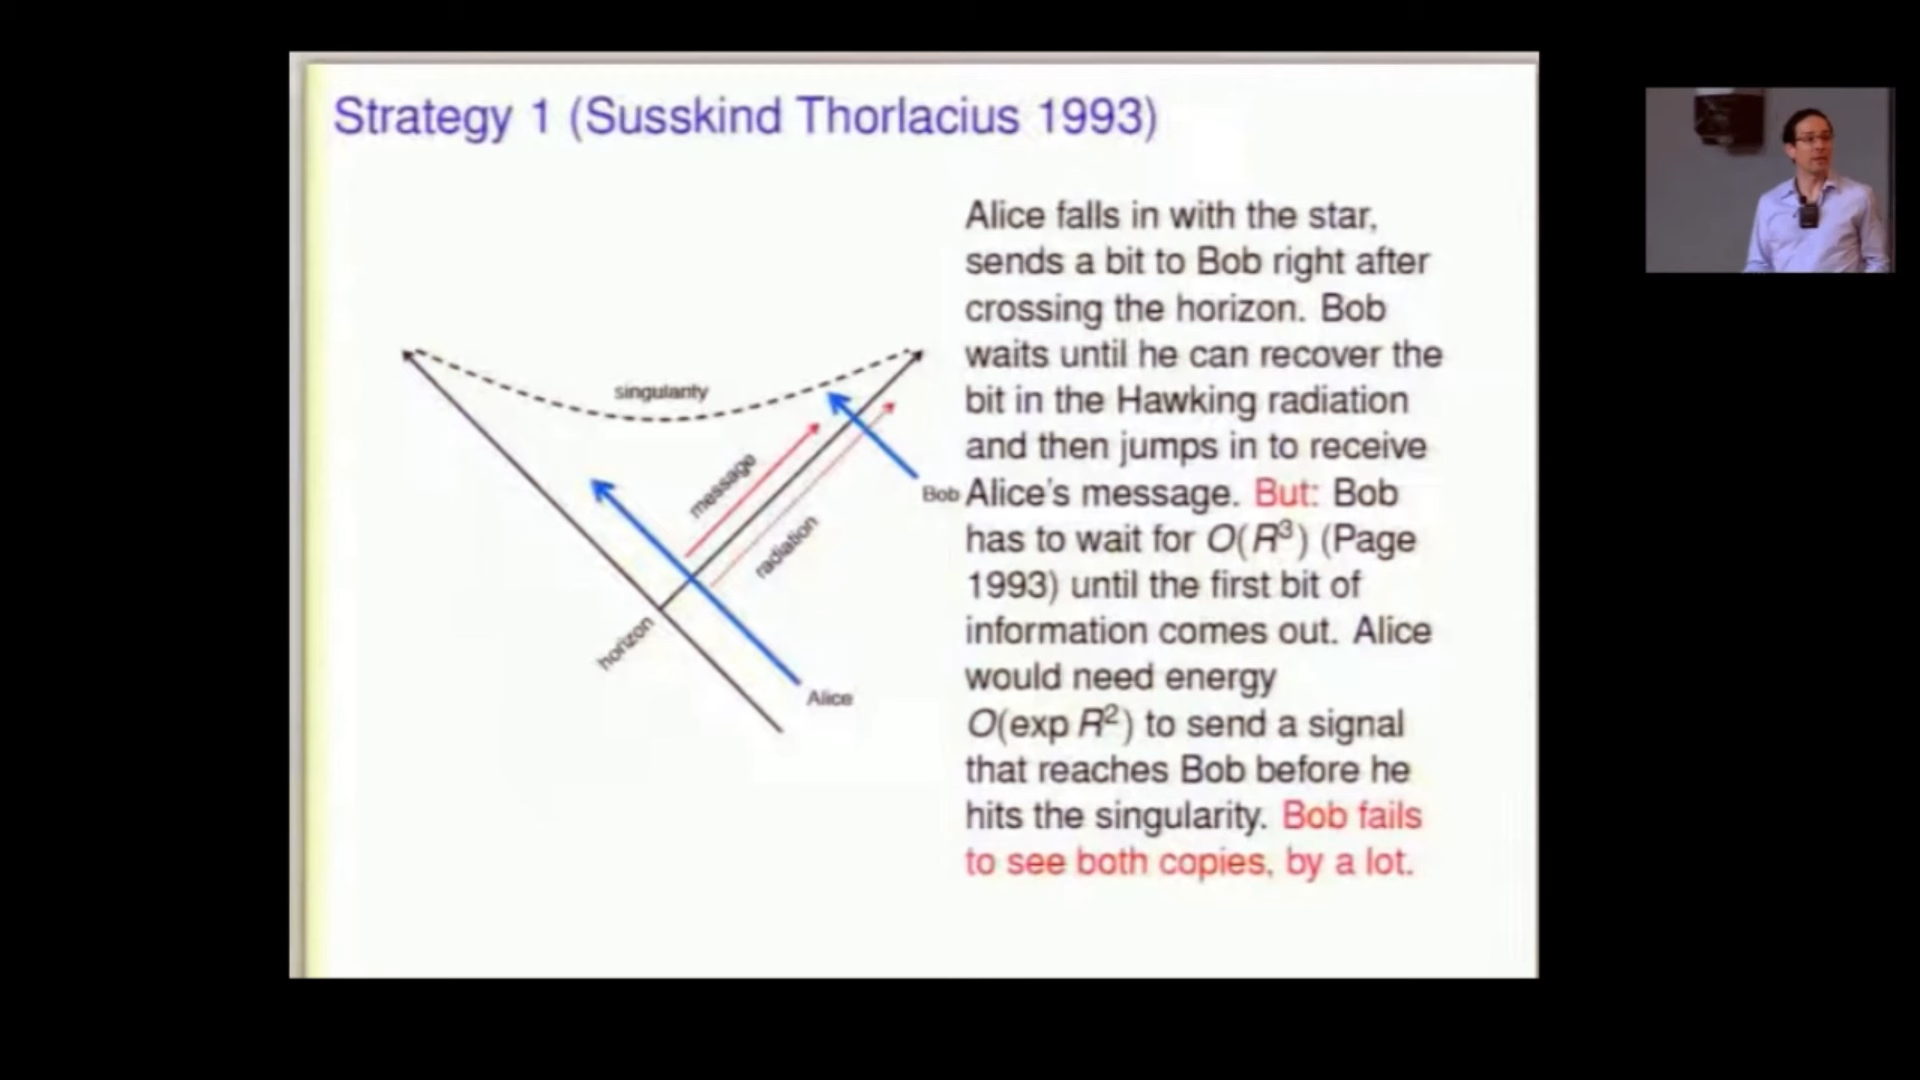 Strategy 1 (Susskind Thorlacius 1993)
singularity
message
radiation
horizon
Bob
Alice
Alice falls in with the star,
sends a bit to Bob right after
crossing the horizon. Bob
waits until he can recover the
bit in the Hawking radiation
and then jumps in to receive
Alice's message. But: Bob
has to wait for O(R³) (Page
1993) until the first bit of
information comes out. Alice
would need energy
O(exp R²) to send a signal
that reaches Bob before he
hits the singularity. Bob fails
to see both copies, by a lot.